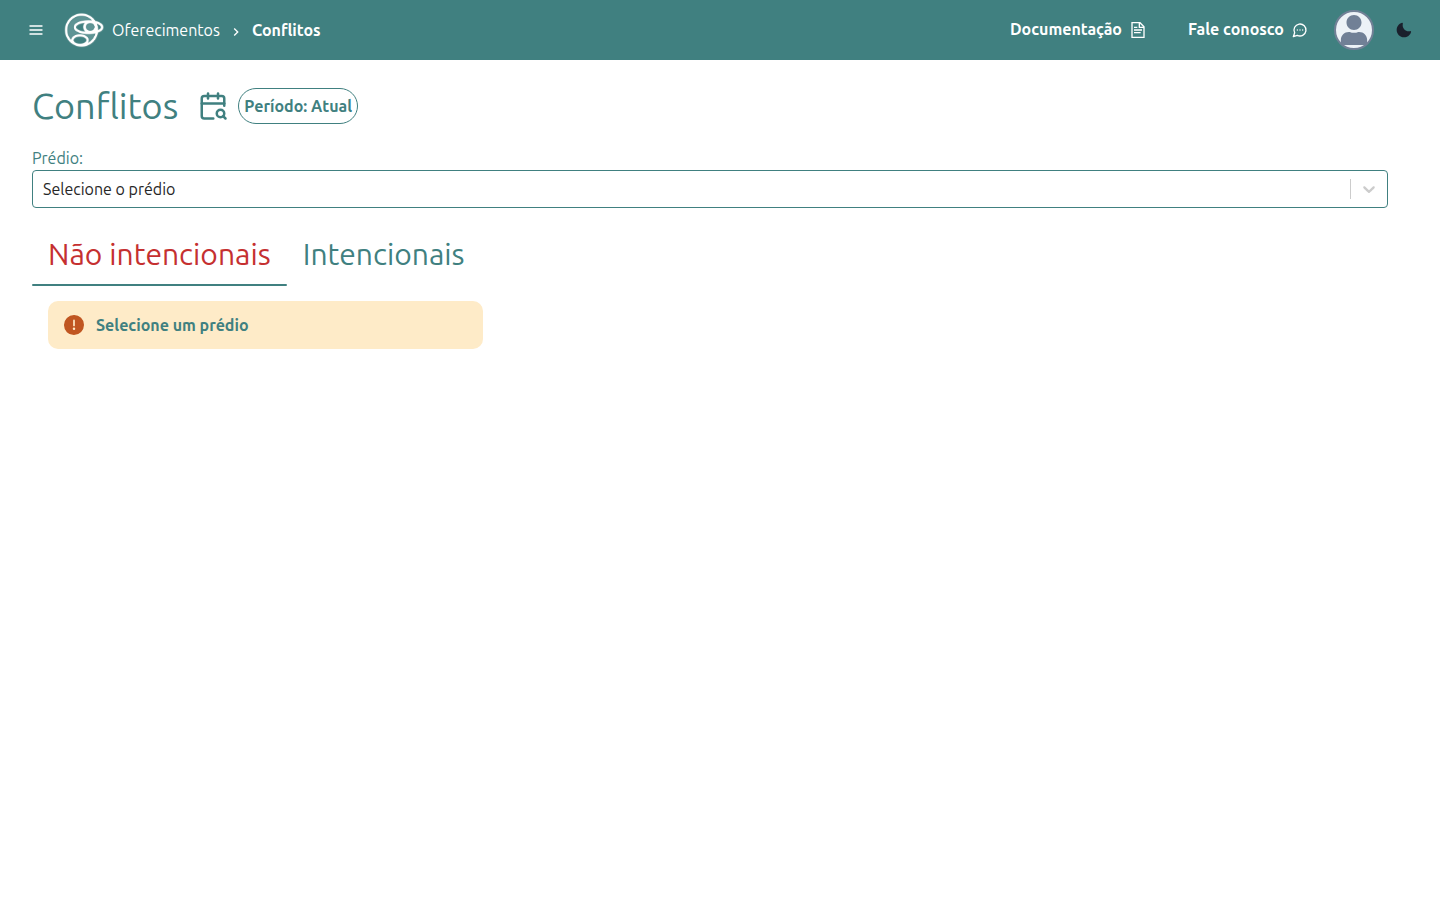 Oferecimentos › Conflitos
Documentação
Fale conosco
Conflitos
Período: Atual
Prédio:
Selecione o prédio
Não intencionais
Intencionais
Selecione um prédio